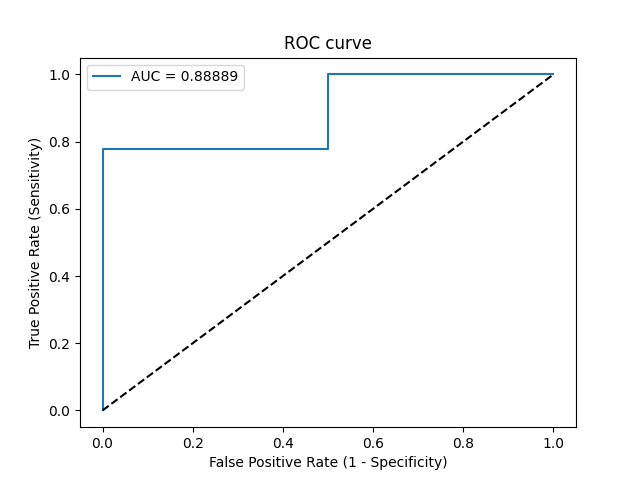 ROC curve
AUC = 0.88889
True Positive Rate (Sensitivity)
1.0
0.8
0.6
0.4
0.2
0.0
0.0 0.2 0.4 0.6 0.8 1.0
False Positive Rate (1 - Specificity)